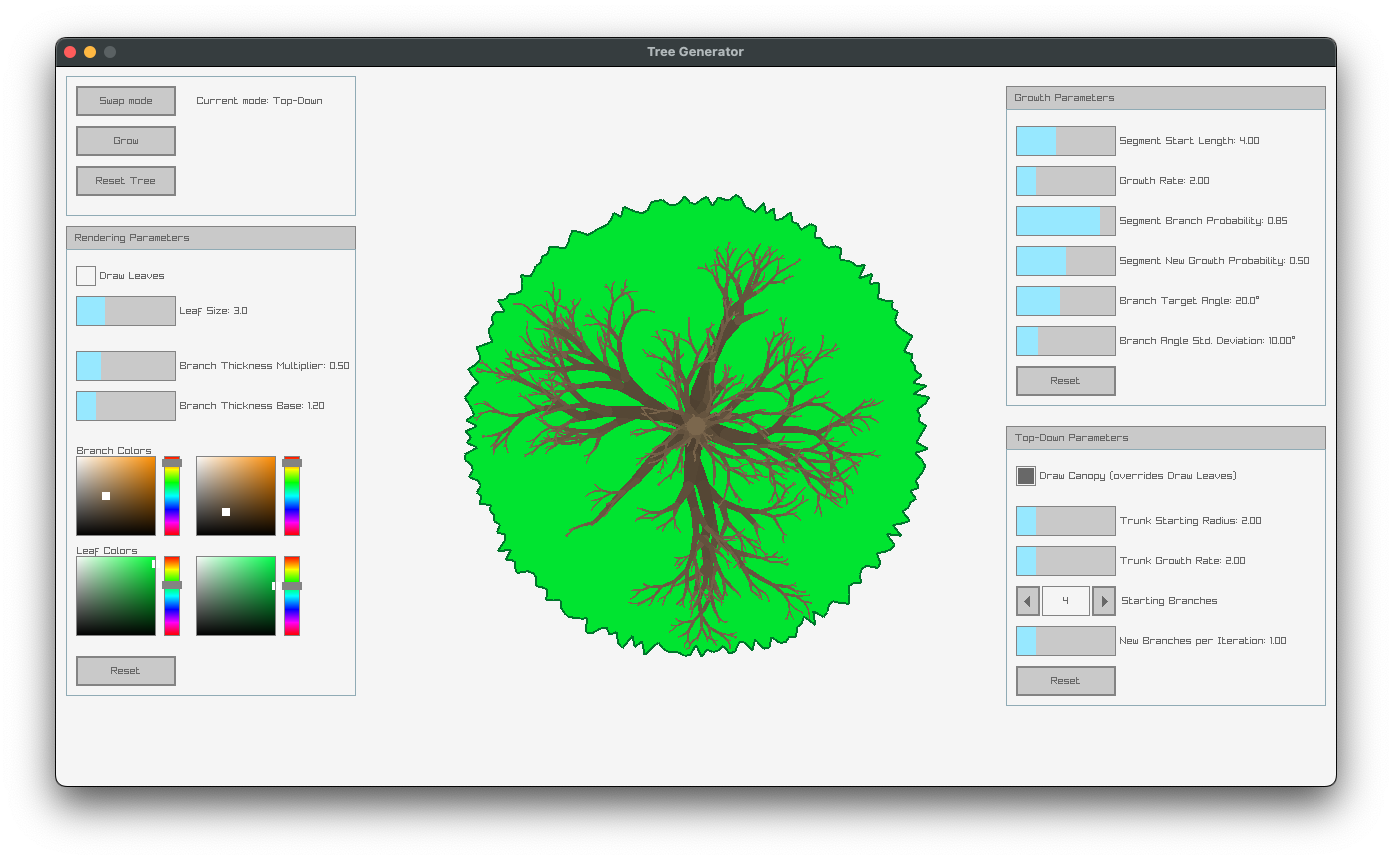 Tree Generator
Swap mode
Current mode: Top-Down
Grow
Reset Tree
Rendering Parameters
Draw Leaves
Leaf Size: 3.0
Branch Thickness Multiplier: 0.50
Branch Thickness Base: 1.20
Branch Colors
Leaf Colors
Reset
Growth Parameters
Segment Start Length: 4.00
Growth Rate: 2.00
Segment Branch Probability: 0.85
Segment New Growth Probability: 0.50
Branch Target Angle: 20.0°
Branch Angle Std. Deviation: 10.00°
Reset
Top-Down Parameters
Draw Canopy (overrides Draw Leaves)
Trunk Starting Radius: 2.00
Trunk Growth Rate: 2.00
4
Starting Branches
New Branches per Iteration: 1.00
Reset